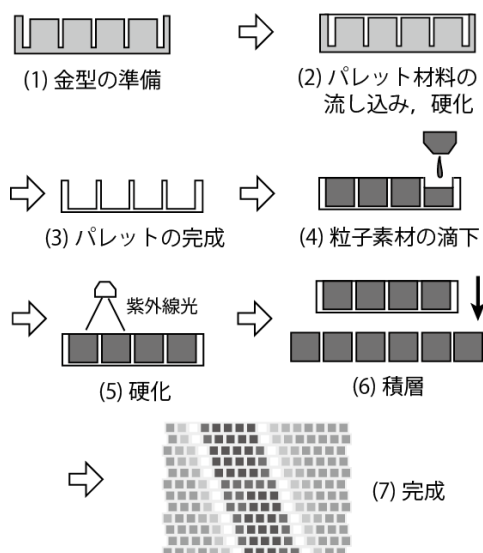 (1) 金型の準備
(2) パレット材料の
流し込み，硬化
(3) パレットの完成
(4) 粒子素材の滴下
紫外線光
(5) 硬化
(6) 積層
(7) 完成